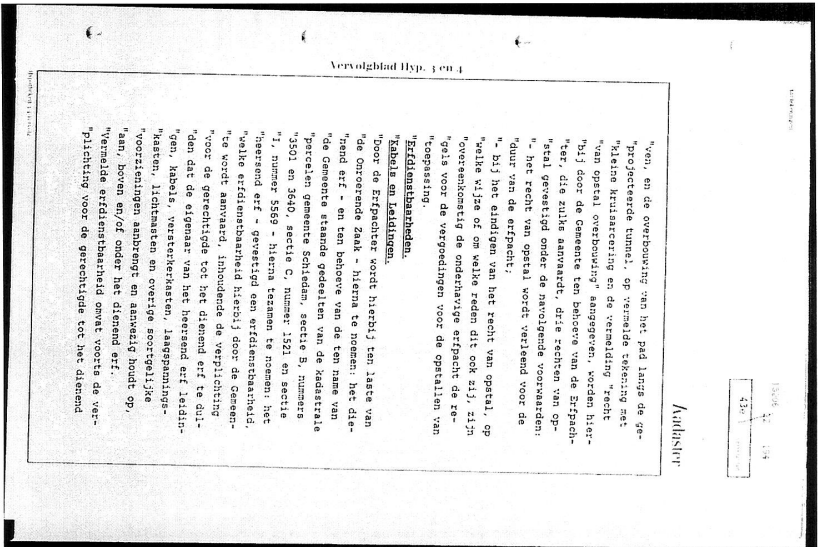 Kadaster
43e
Vervolgblad Hyp. 3 en 4
"ven, en de overbouwing van het pad langs de ge-
"projecteerde tunnel, op vermelde tekening met
"kleine kruisarcering en de vermelding "recht
"van opstal overbouwing" aangegeven, worden hier-
"bij door de Gemeente ten behoeve van de Erfpach-
"ter, die zulks aanvaardt, drie rechten van op-
"stal gevestigd onder de navolgende voorwaarden:
"- het recht van opstal wordt verleend voor de
"duur van de erfpacht;
"- bij het eindigen van het recht van opstal, op
"welke wijze of om welke reden dit ook zij, zijn
"overeenkomstig de onderhavige erfpacht de re-
"gels voor de vergoedingen voor de opstallen van
"toepassing.
"Erfdienstbaarheden.
"Kabels en Leidingen.
"Door de Erfpachter wordt hierbij ten laste van
"de Onroerende Zaak - hierna te noemen: het die-
"nend erf - en ten behoeve van de ten name van
"de Gemeente staande gedeelten van de kadastrale
"percelen gemeente Schiedam, sectie B, nummers
"3501 en 3640, sectie C, nummer 1521 en sectie
"I, nummer 5569 - hierna tezamen te noemen: het
"heersend erf - gevestigd een erfdienstbaarheid,
"welke erfdienstbaarheid hierbij door de Gemeen-
"te wordt aanvaard, inhoudende de verplichting
"voor de gerechtigde tot het dienend erf te dul-
"den dat de eigenaar van het heersend erf leidin-
"gen, kabels, versterkerkasten, laagspannings-
"kasten, lichtmasten en overige soortgelijke
"voorzieningen aanbrengt en aanwezig houdt op,
"aan, boven en/of onder het dienend erf.
"Vermelde erfdienstbaarheid omvat voorts de ver-
"plichting voor de gerechtigde tot het dienend